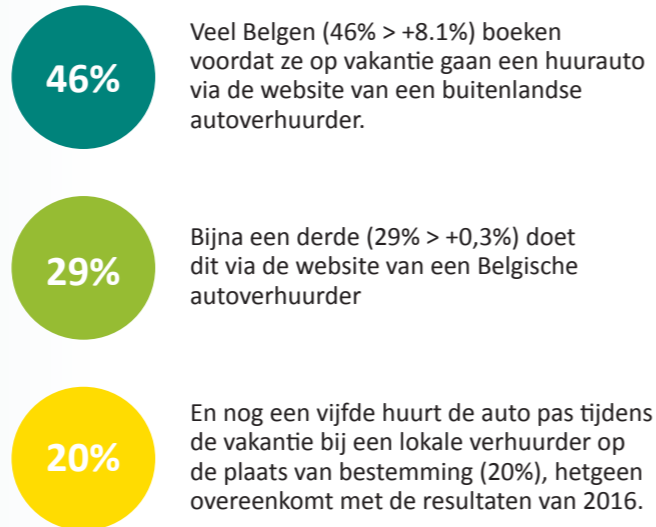 46%
Veel Belgen (46% > +8.1%) boeken
voordat ze op vakantie gaan een huurauto
via de website van een buitenlandse
autoverhuurder.
29%
Bijna een derde (29% > +0,3%) doet
dit via de website van een Belgische
autoverhuurder
20%
En nog een vijfde huurt de auto pas tijdens
de vakantie bij een lokale verhuurder op
de plaats van bestemming (20%), hetgeen
overeenkomt met de resultaten van 2016.